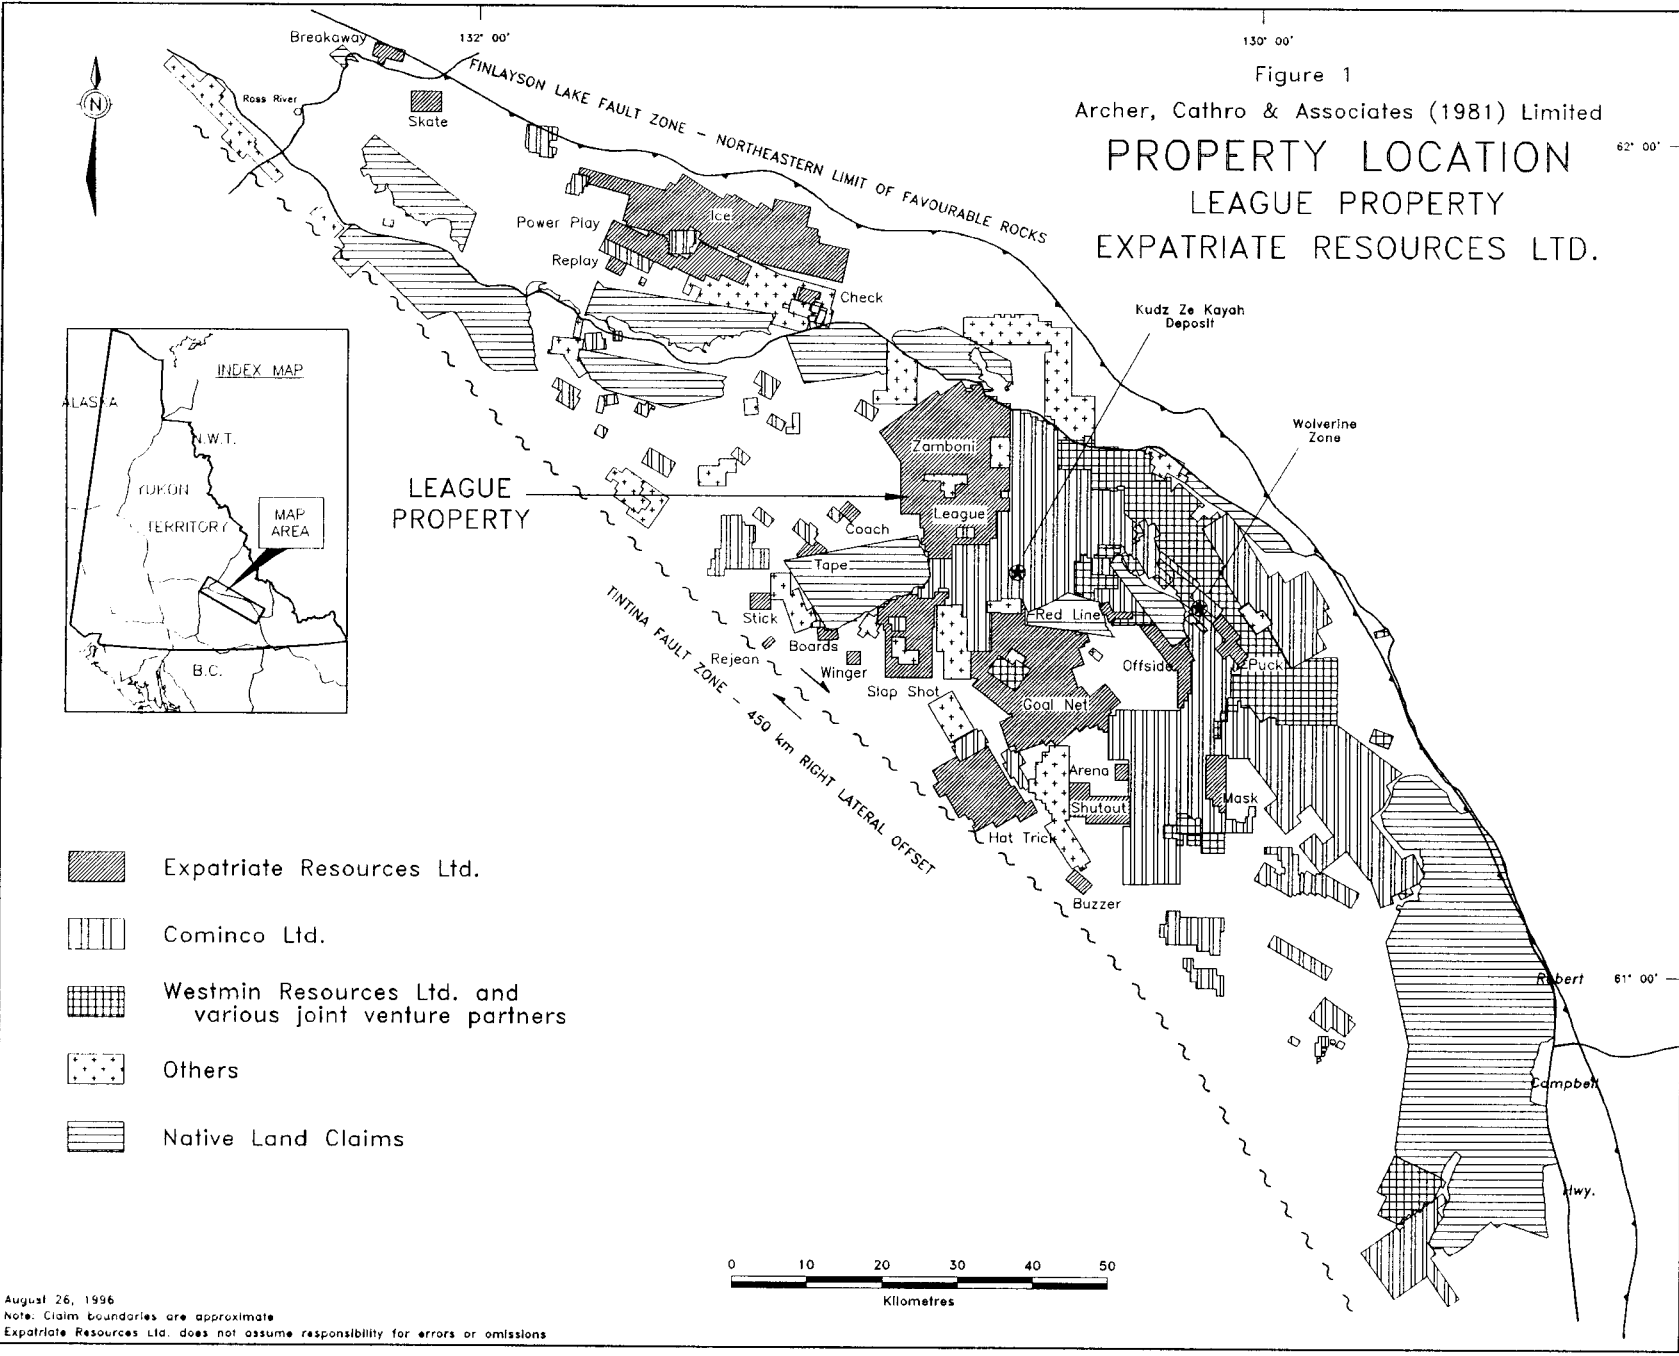 132° 00'
130° 00'
Figure 1
Archer, Cathro & Associates (1981) Limited
PROPERTY LOCATION
62° 00'
LEAGUE PROPERTY
EXPATRIATE RESOURCES LTD.
Breakaway
Ross River
Skate
FINLAYSON LAKE FAULT ZONE - NORTHEASTERN LIMIT OF FAVOURABLE ROCKS
N
Ice
Power Play
Replay
Check
Kudz Ze Kayah
Deposit
Wolverine
Zone
INDEX MAP
ALASKA
N.W.T.
YUKON
TERRITORY
MAP
AREA
B.C.
LEAGUE
PROPERTY
Zamboni
League
Coach
Tape
Stick
Boards
Rejean
Winger
Slap Shot
Red Line
Offside
Puck
Goal Net
Arena
Shutout
Mask
Hat Trick
Buzzer
TINTINA FAULT ZONE - 450 km RIGHT LATERAL OFFSET
Expatriate Resources Ltd.
Cominco Ltd.
Westmin Resources Ltd. and
various joint venture partners
Others
Native Land Claims
Robert
61° 00'
Campbell
Hwy.
0 10 20 30 40 50
Kilometres
August 26, 1996
Note: Claim boundaries are approximate
Expatriate Resources Ltd. does not assume responsibility for errors or omissions